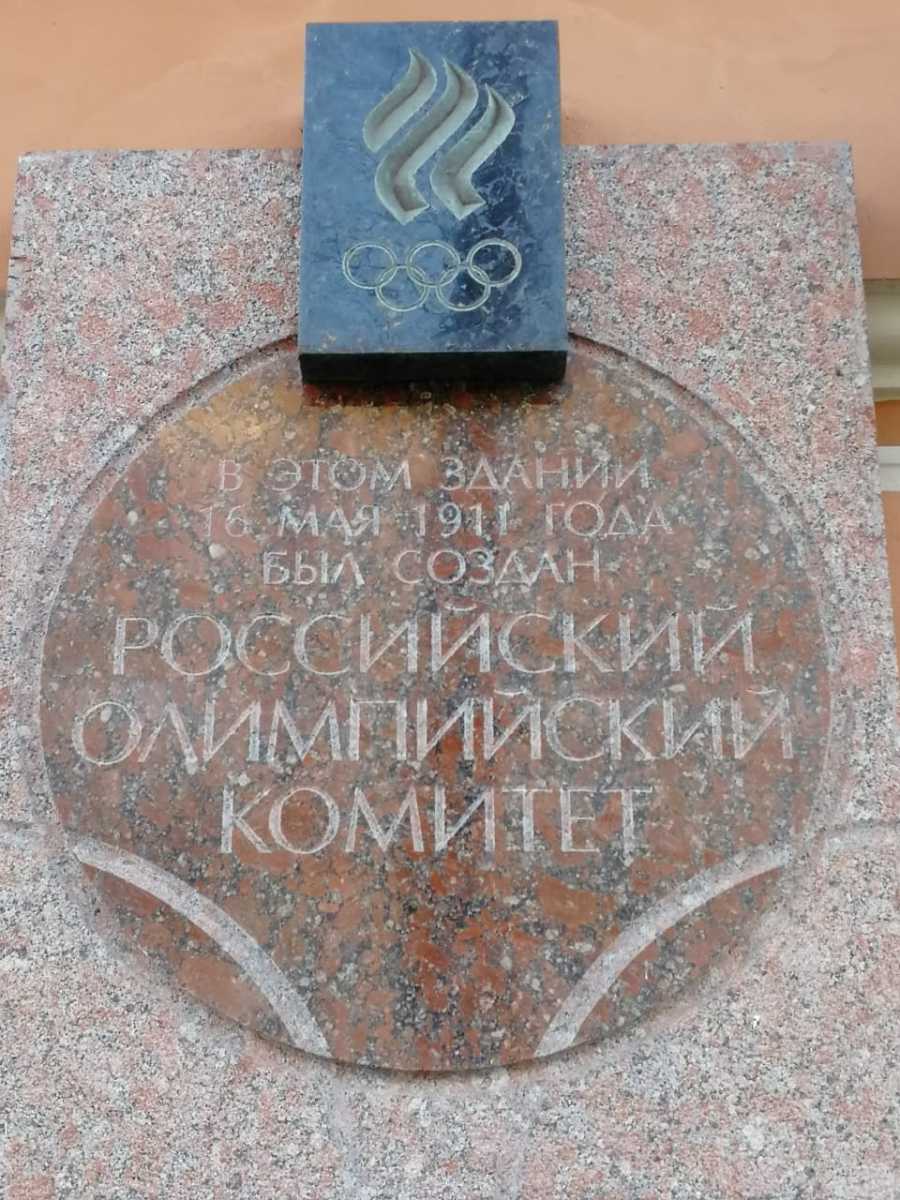 В ЭТОМ ЗДАНИИ
16 МАЯ 1911 ГОДА
БЫЛ СОЗДАН
РОССИЙСКИЙ
ОЛИМПИЙСКИЙ
КОМИТЕТ